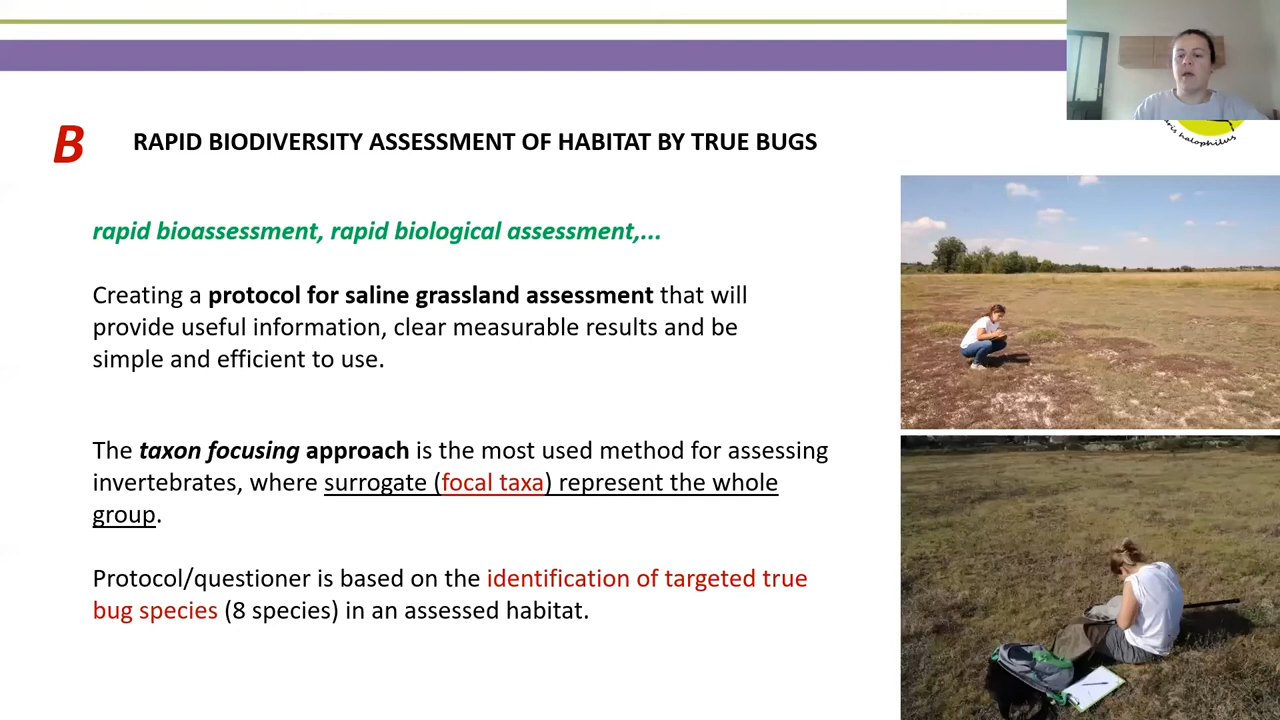 B RAPID BIODIVERSITY ASSESSMENT OF HABITAT BY TRUE BUGS
rapid bioassessment, rapid biological assessment,...
Creating a protocol for saline grassland assessment that will
provide useful information, clear measurable results and be
simple and efficient to use.
The taxon focusing approach is the most used method for assessing
invertebrates, where surrogate (focal taxa) represent the whole
group.
Protocol/questioner is based on the identification of targeted true
bug species (8 species) in an assessed habitat.
halophilus